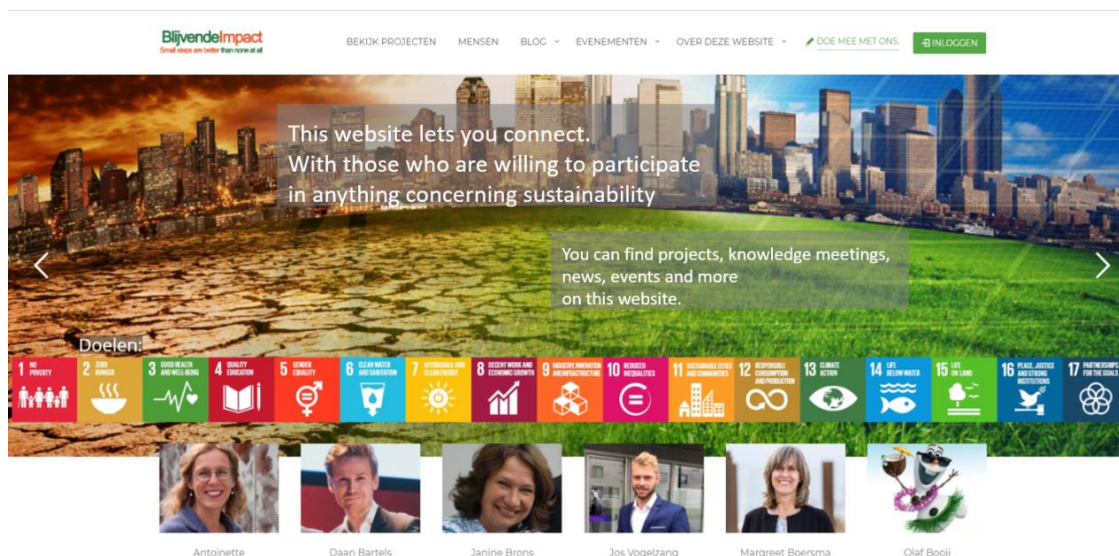 BlijvendeImpact
Small steps are better than none at all
BEKIJK PROJECTEN
MENSEN
BLOG
EVENEMENTEN
OVER DEZE WEBSITE
DOE MEE MET ONS.
INLOGGEN
This website lets you connect.
With those who are willing to participate
in anything concerning sustainability
You can find projects, knowledge meetings,
news, events and more
on this website.
Doelen:
1 NO
POVERTY
2 ZERO
HUNGER
3 GOOD HEALTH
AND WELL-BEING
4 QUALITY
EDUCATION
5 GENDER
EQUALITY
6 CLEAN WATER
AND SANITATION
7 AFFORDABLE AND
CLEAN ENERGY
8 DECENT WORK AND
ECONOMIC GROWTH
9 INDUSTRY, INNOVATION
AND INFRASTRUCTURE
10 REDUCED
INEQUALITIES
11 SUSTAINABLE CITIES
AND COMMUNITIES
12 RESPONSIBLE
CONSUMPTION
AND PRODUCTION
13 CLIMATE
ACTION
14 LIFE
BELOW WATER
15 LIFE
ON LAND
16 PEACE, JUSTICE
AND STRONG
INSTITUTIONS
17 PARTNERSHIPS
FOR THE GOALS
Antoinette
Daan Bartels
Janine Brons
Jos Vogelzang
Margreet Boersma
Olaf Booij